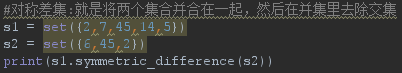 #对称差集:就是将两个集合并合在一起，然后在并集里去除交集
s1 = set((2,7,45,14,5))
s2 = set((6,45,2))
print(s1.symmetric_difference(s2))